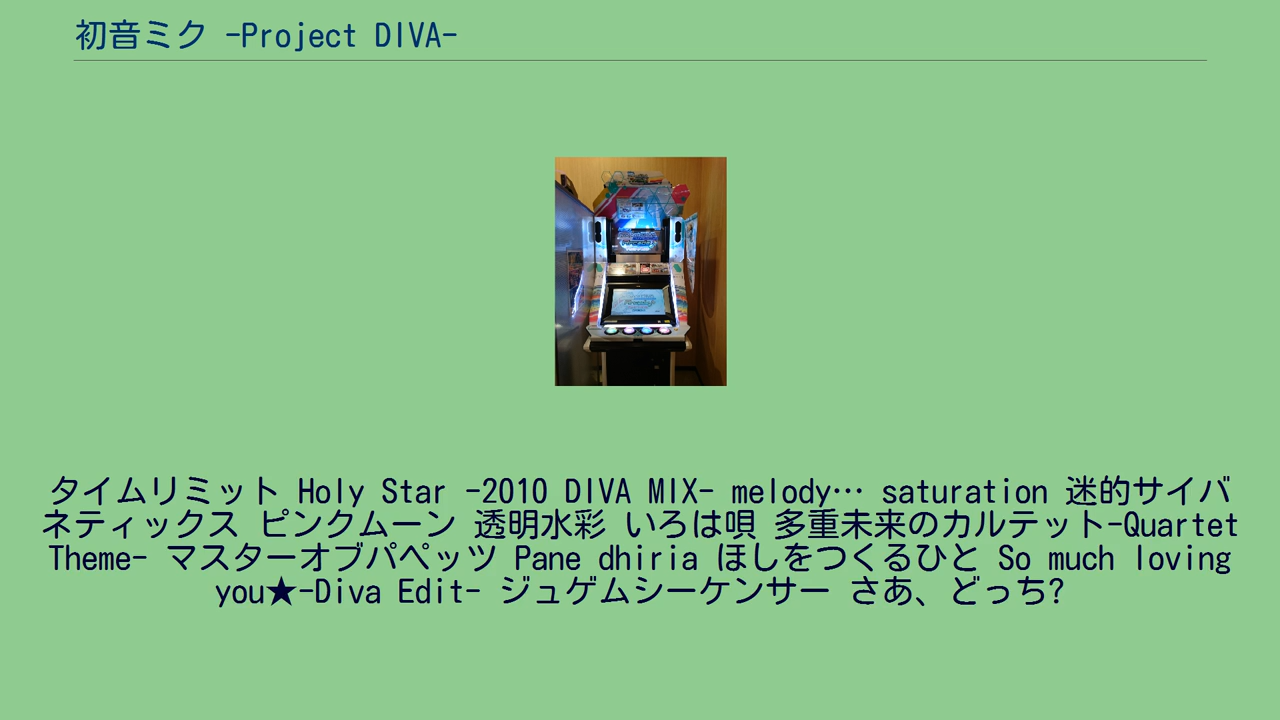 初音ミク -Project DIVA-
タイムリミット Holy Star -2010 DIVA MIX- melody… saturation 迷的サイバ
ネティックス ピンクムーン 透明水彩 いろは唄 多重未来のカルテット-Quartet
Theme- マスターオブパペッツ Pane dhiria ほしをつくるひと So much loving
you★-Diva Edit- ジュゲムシーケンサー さあ、どっち?